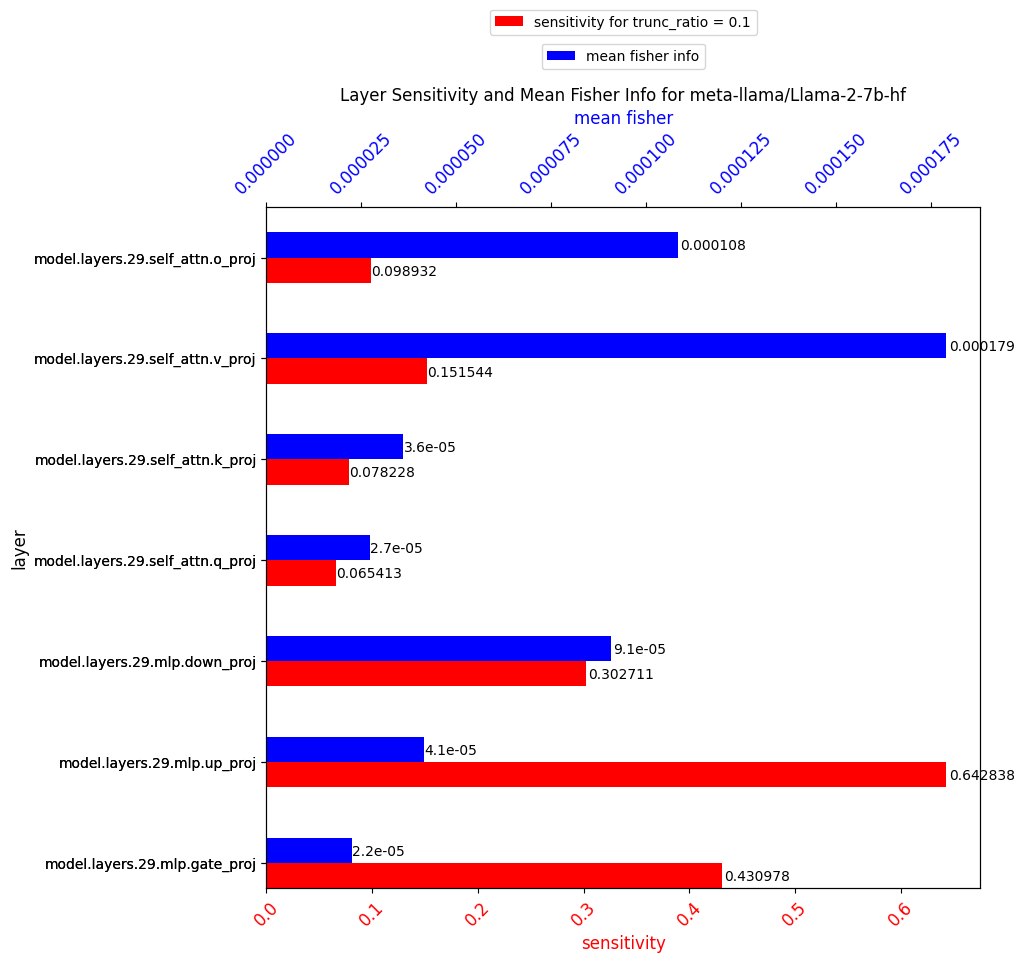 sensitivity for trunc_ratio = 0.1
mean fisher info
Layer Sensitivity and Mean Fisher Info for meta-llama/Llama-2-7b-hf
mean fisher
0.000000 0.000025 0.000050 0.000075 0.000100 0.000125 0.000150 0.000175
layer
model.layers.29.self_attn.o_proj
0.000108
0.098932
model.layers.29.self_attn.v_proj
0.000179
0.151544
model.layers.29.self_attn.k_proj
3.6e-05
0.078228
model.layers.29.self_attn.q_proj
2.7e-05
0.065413
model.layers.29.mlp.down_proj
9.1e-05
0.302711
model.layers.29.mlp.up_proj
4.1e-05
0.642838
model.layers.29.mlp.gate_proj
2.2e-05
0.430978
0.0 0.1 0.2 0.3 0.4 0.5 0.6
sensitivity